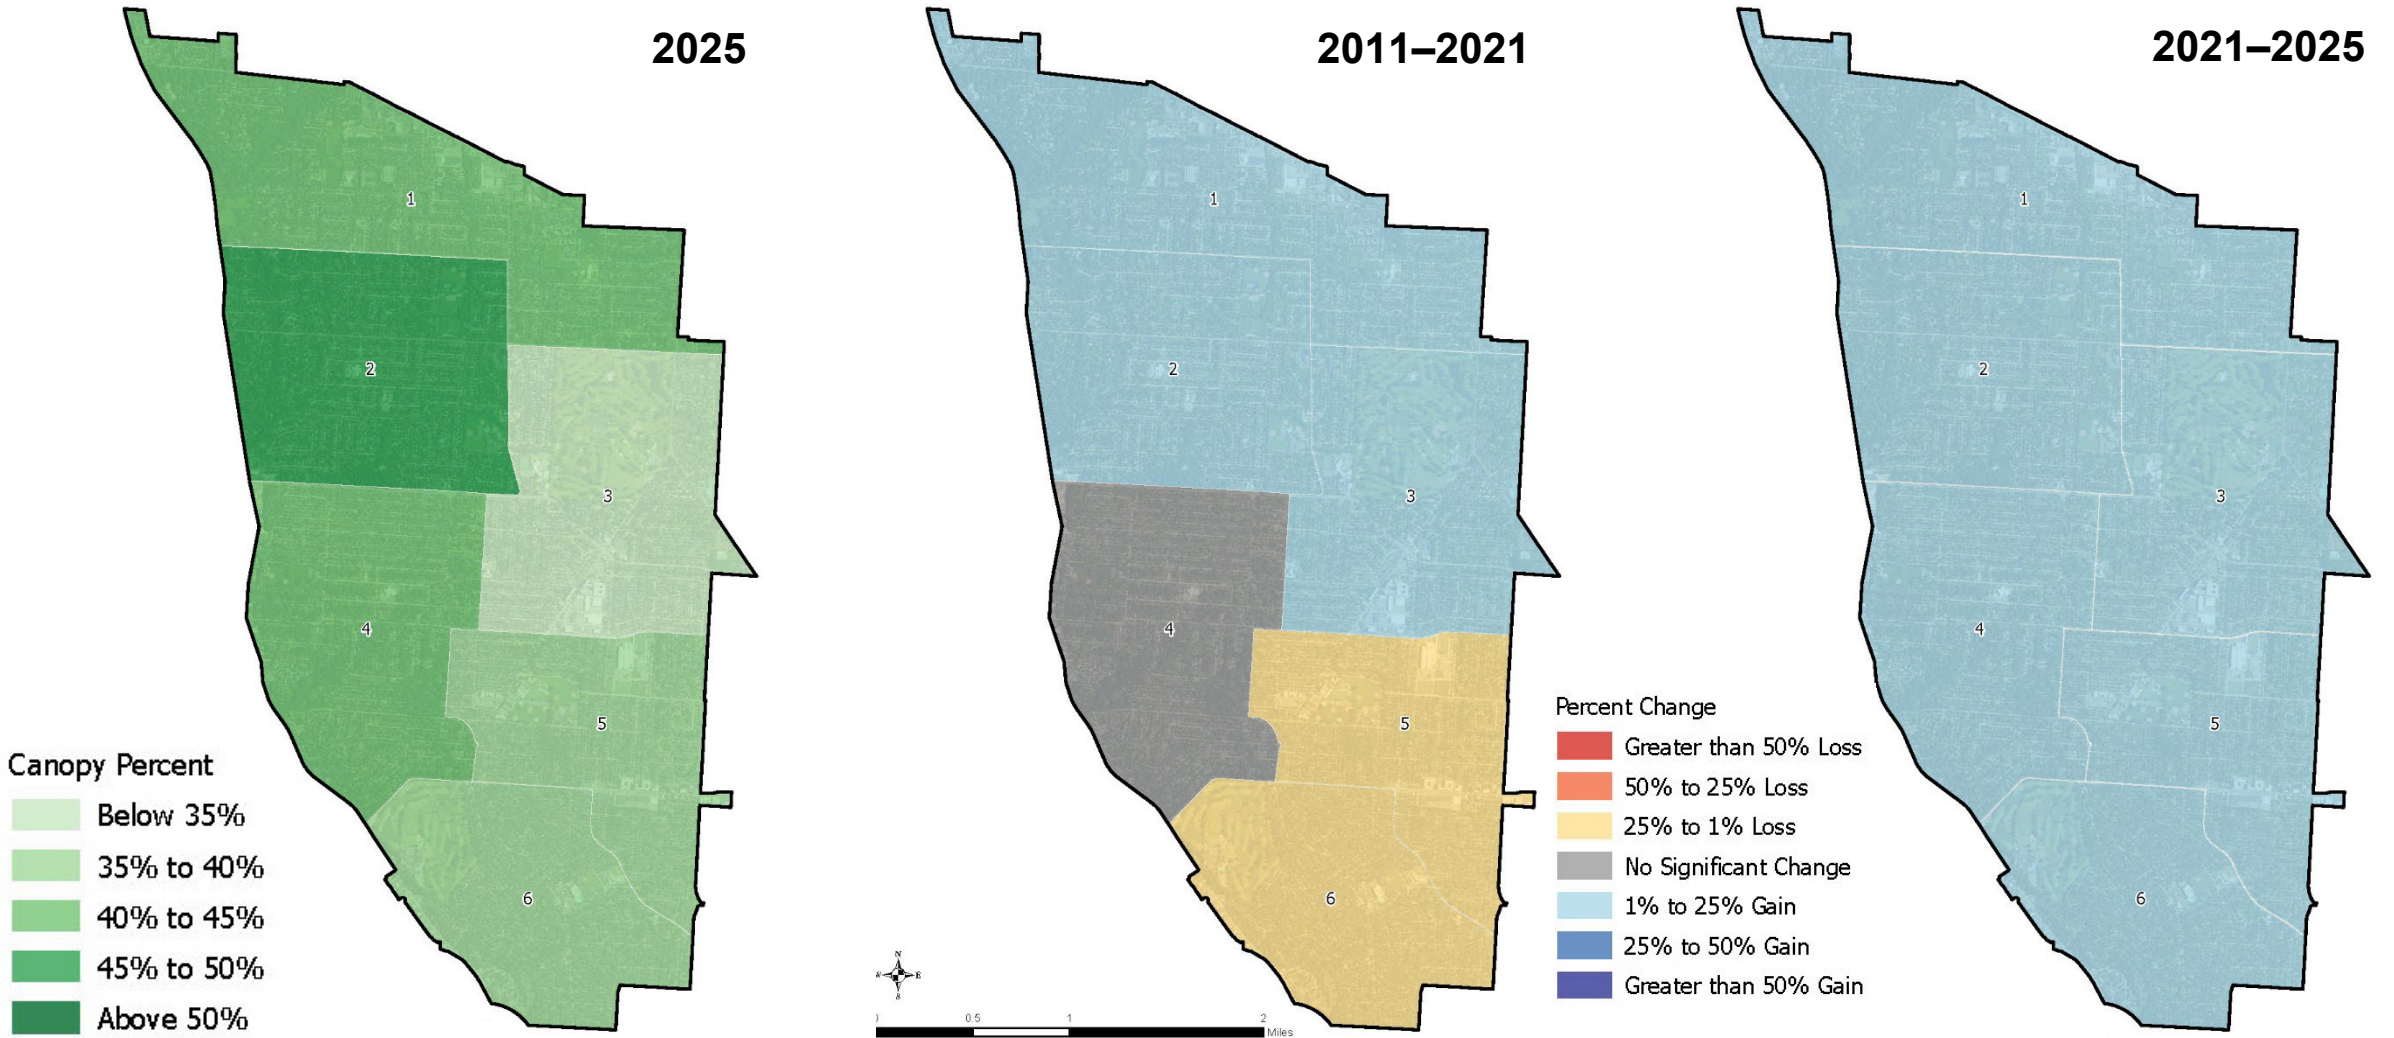 2025
1
2
3
4
5
6
Canopy Percent
Below 35%
35% to 40%
40% to 45%
45% to 50%
Above 50%
2011–2021
1
2
3
4
5
6
N
E
S
0.5 1 2
Miles
2021–2025
1
2
3
4
5
6
Percent Change
Greater than 50% Loss
50% to 25% Loss
25% to 1% Loss
No Significant Change
1% to 25% Gain
25% to 50% Gain
Greater than 50% Gain